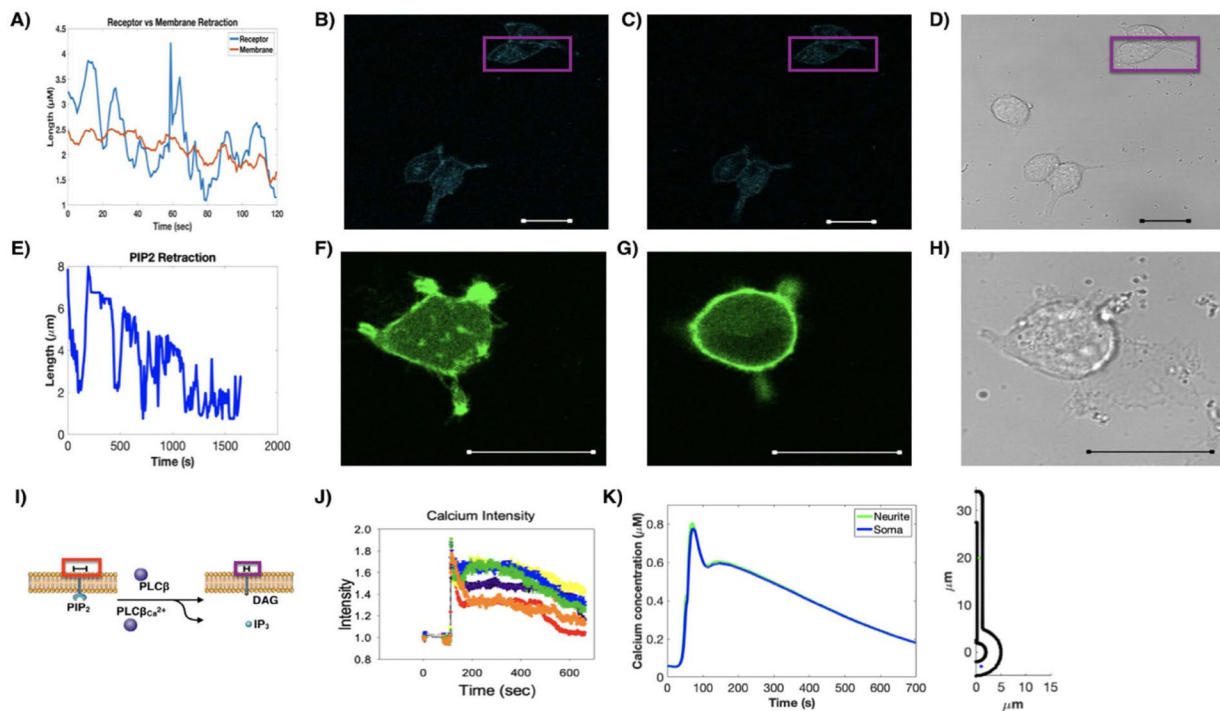 A)
Receptor vs Membrane Retraction
4.5
4
3.5
3
2.5
2
1.5
1
0 20 40 60 80 100 120
Length (μM)
Time (sec)
Receptor
Membrane
B)
C)
D)
E)
PIP2 Retraction
8
6
4
2
0
0 500 1000 1500 2000
Length (μm)
Time (s)
F)
G)
H)
I)
PIP₂
PLCβ
PLCβCa²⁺
DAG
IP₃
J)
Calcium Intensity
2.0
1.8
1.6
1.4
1.2
1.0
0.8
0 200 400 600
Intensity
Time (sec)
K)
Neurite
Soma
0.8
0.6
0.4
0.2
0
0 100 200 300 400 500 600 700
Calcium concentration (μM)
Time (s)
30
20
10
0
0 5 10 15
μm
μm